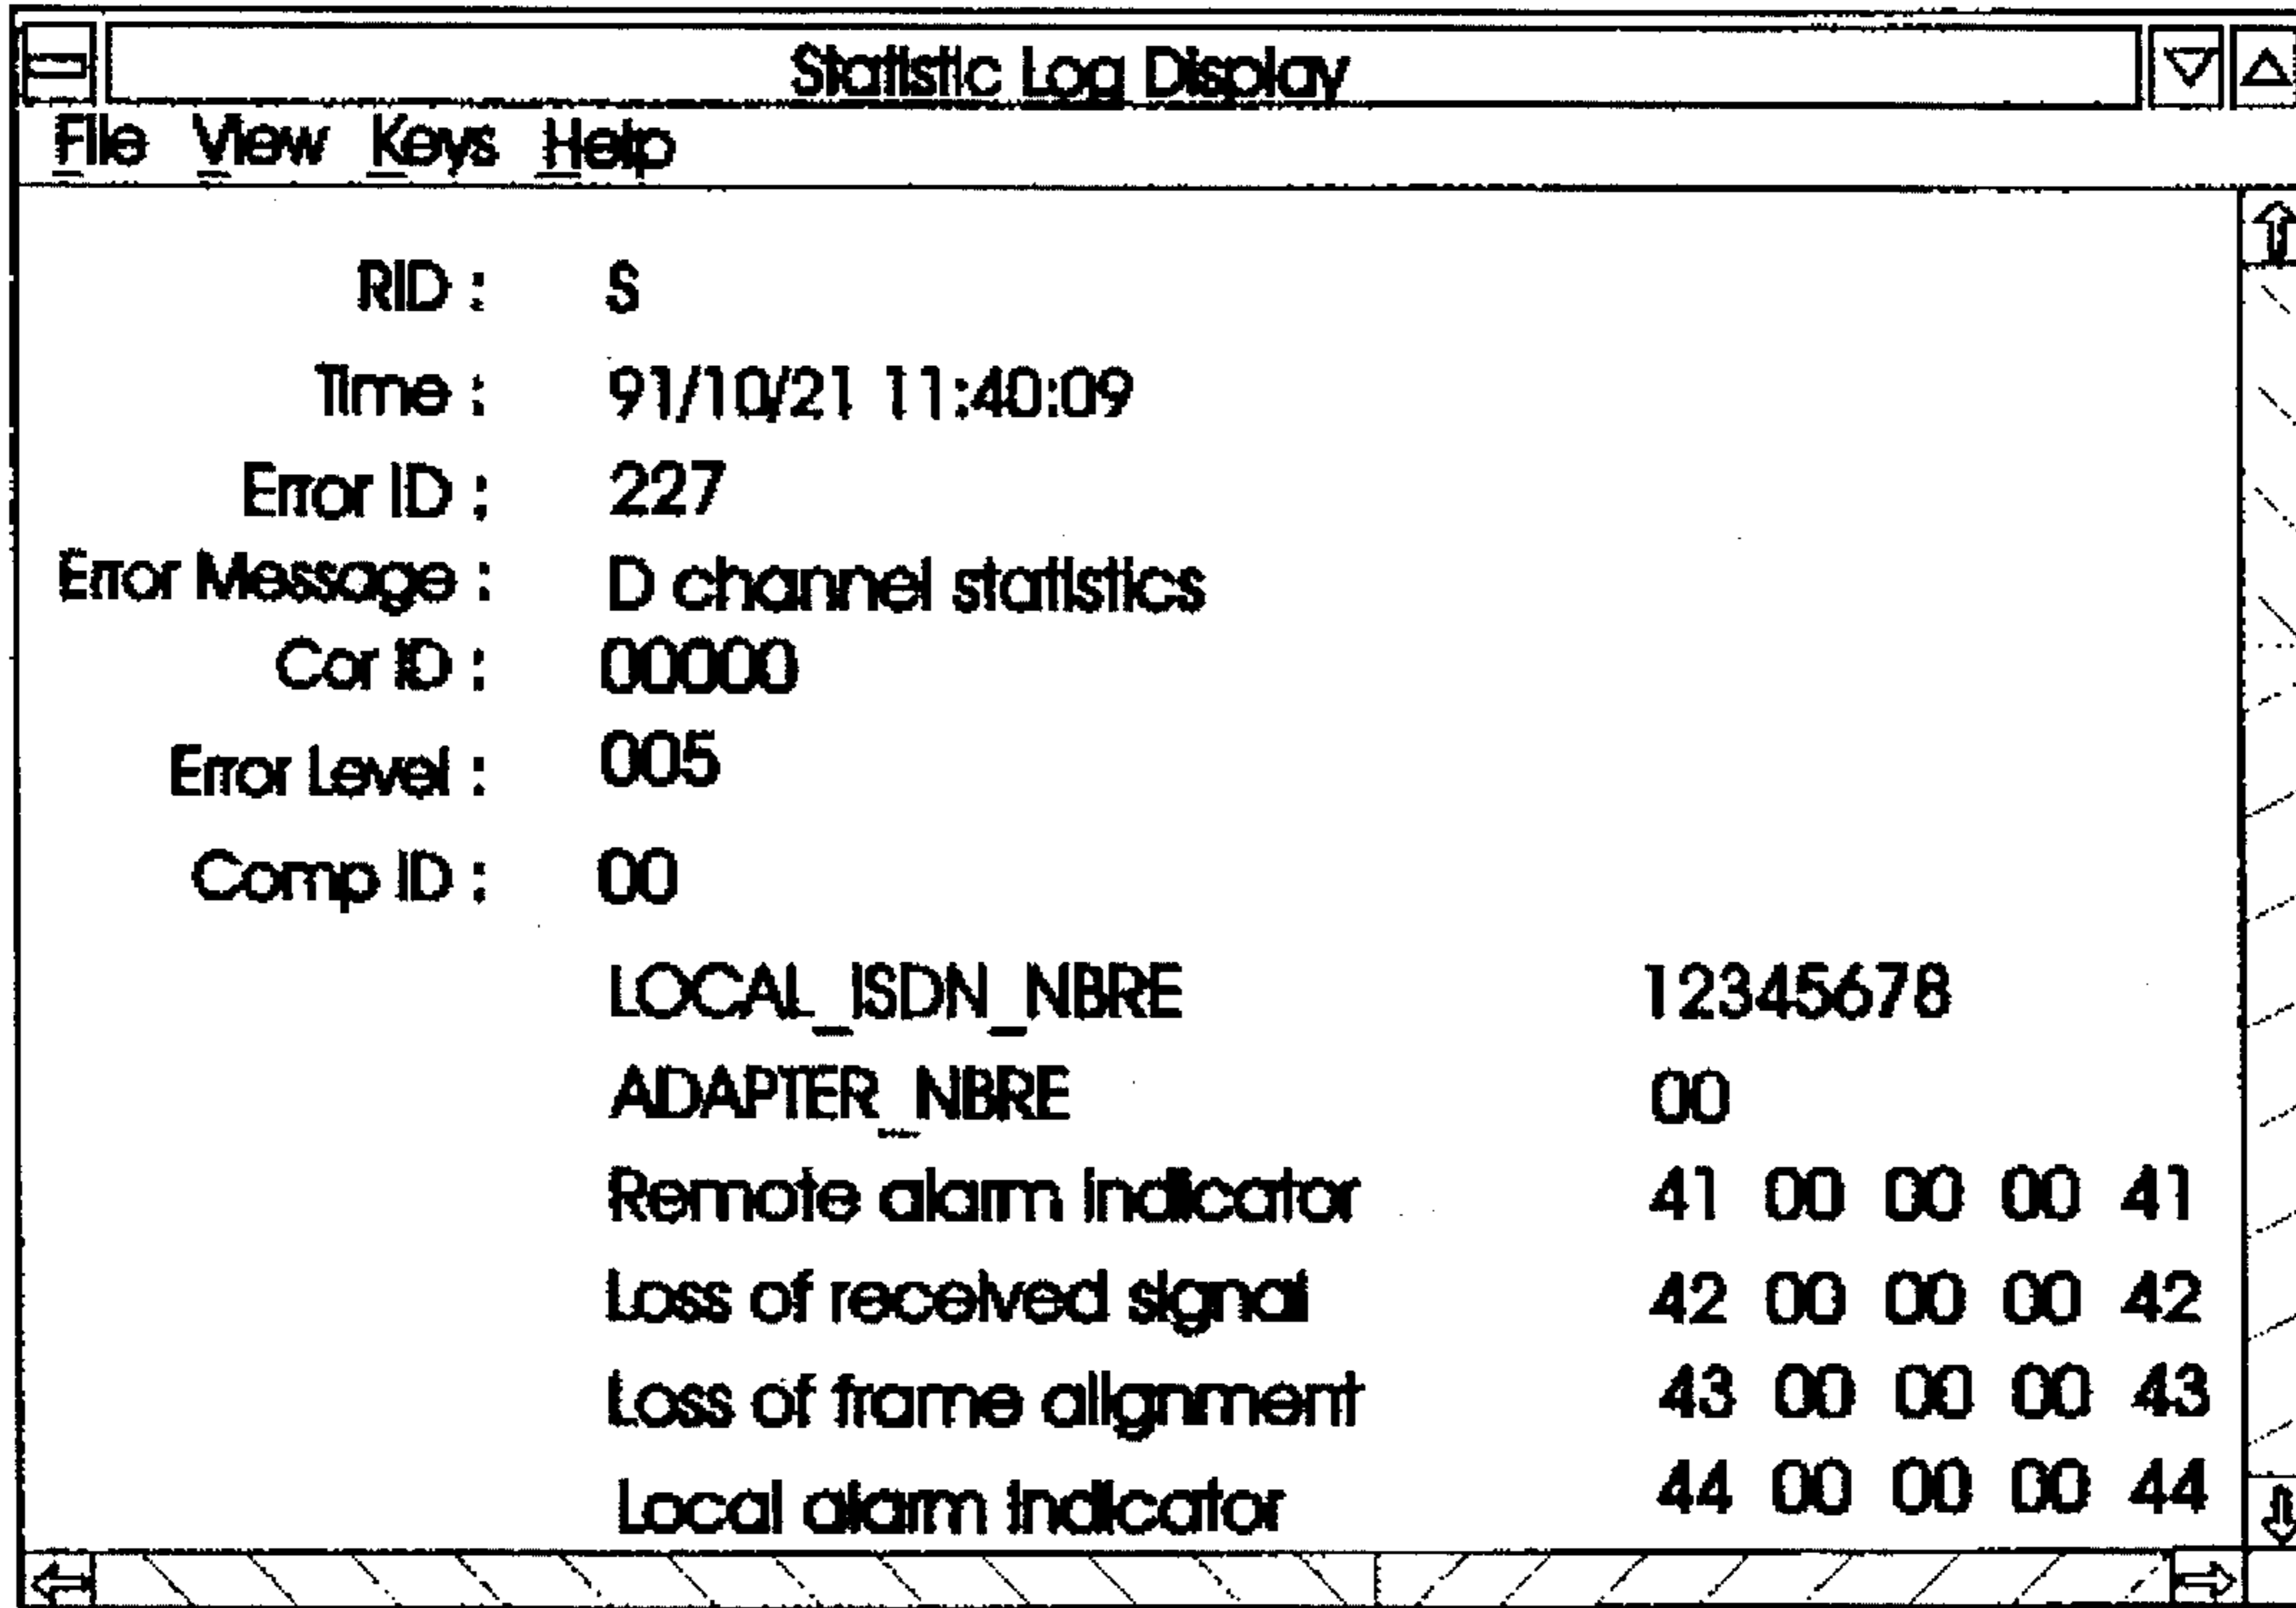 Statistic Log Display
File View Keys Help
RID : S
Time : 91/10/21 11:40:09
Error ID : 227
Error Message : D channel statistics
Cor ID : 00000
Error Level : 005
Comp ID : 00
LOCAL_ISDN_NBRE 12345678
ADAPTER_NBRE 00
Remote alarm indicator 41 00 00 00 41
Loss of received signal 42 00 00 00 42
Loss of frame alignment 43 00 00 00 43
Local alarm indicator 44 00 00 00 44